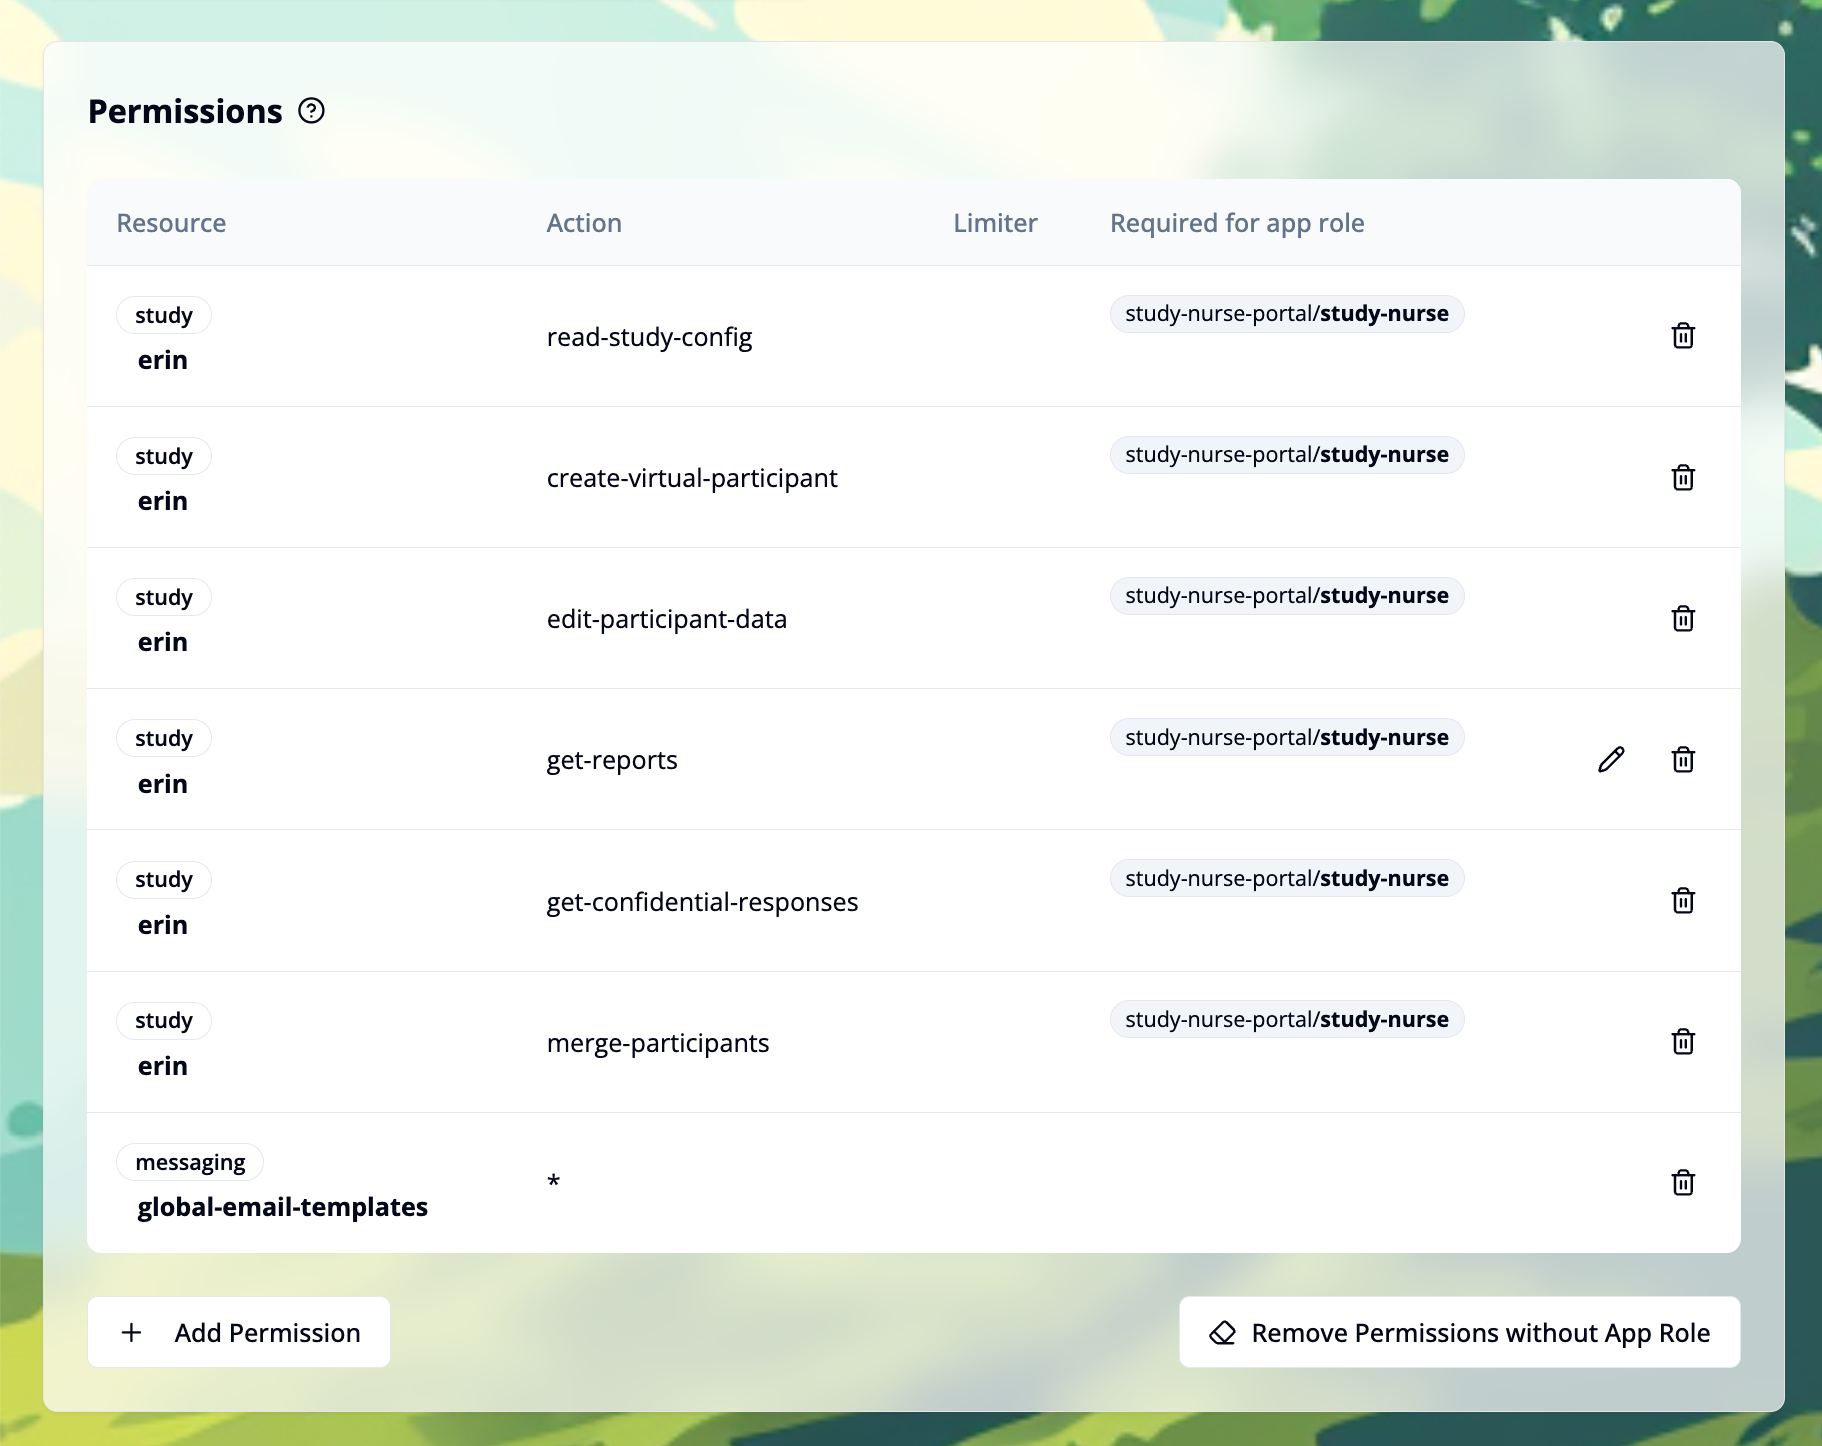 Permissions
Resource Action Limiter Required for app role
study
erin
read-study-config
study-nurse-portal/study-nurse
study
erin
create-virtual-participant
study-nurse-portal/study-nurse
study
erin
edit-participant-data
study-nurse-portal/study-nurse
study
erin
get-reports
study-nurse-portal/study-nurse
study
erin
get-confidential-responses
study-nurse-portal/study-nurse
study
erin
merge-participants
study-nurse-portal/study-nurse
messaging
global-email-templates
*
Add Permission
Remove Permissions without App Role